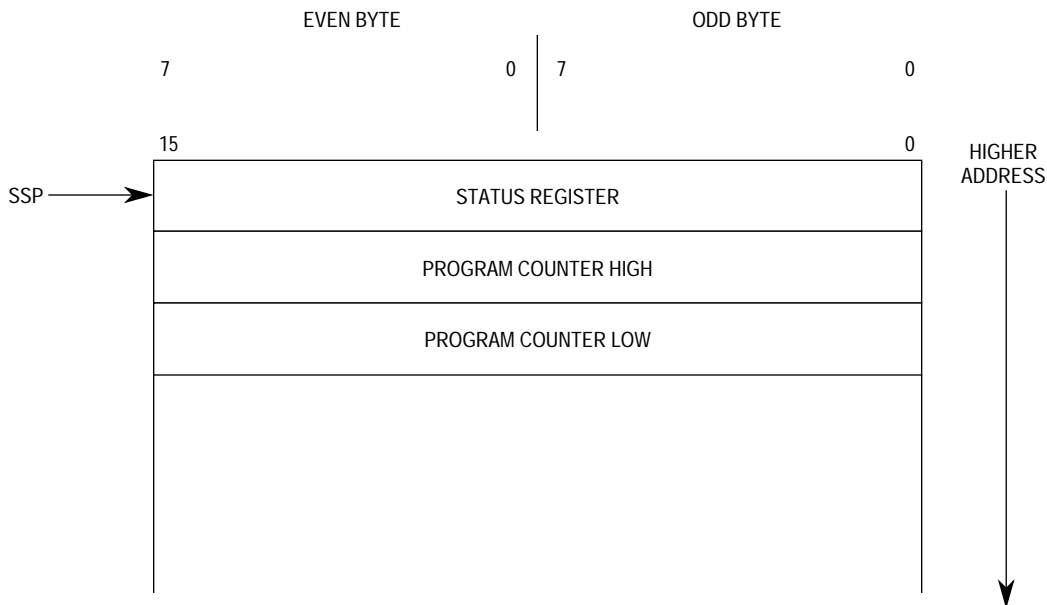 EVEN BYTE ODD BYTE
7 0 7 0
15 0
HIGHER
ADDRESS
SSP
STATUS REGISTER
PROGRAM COUNTER HIGH
PROGRAM COUNTER LOW